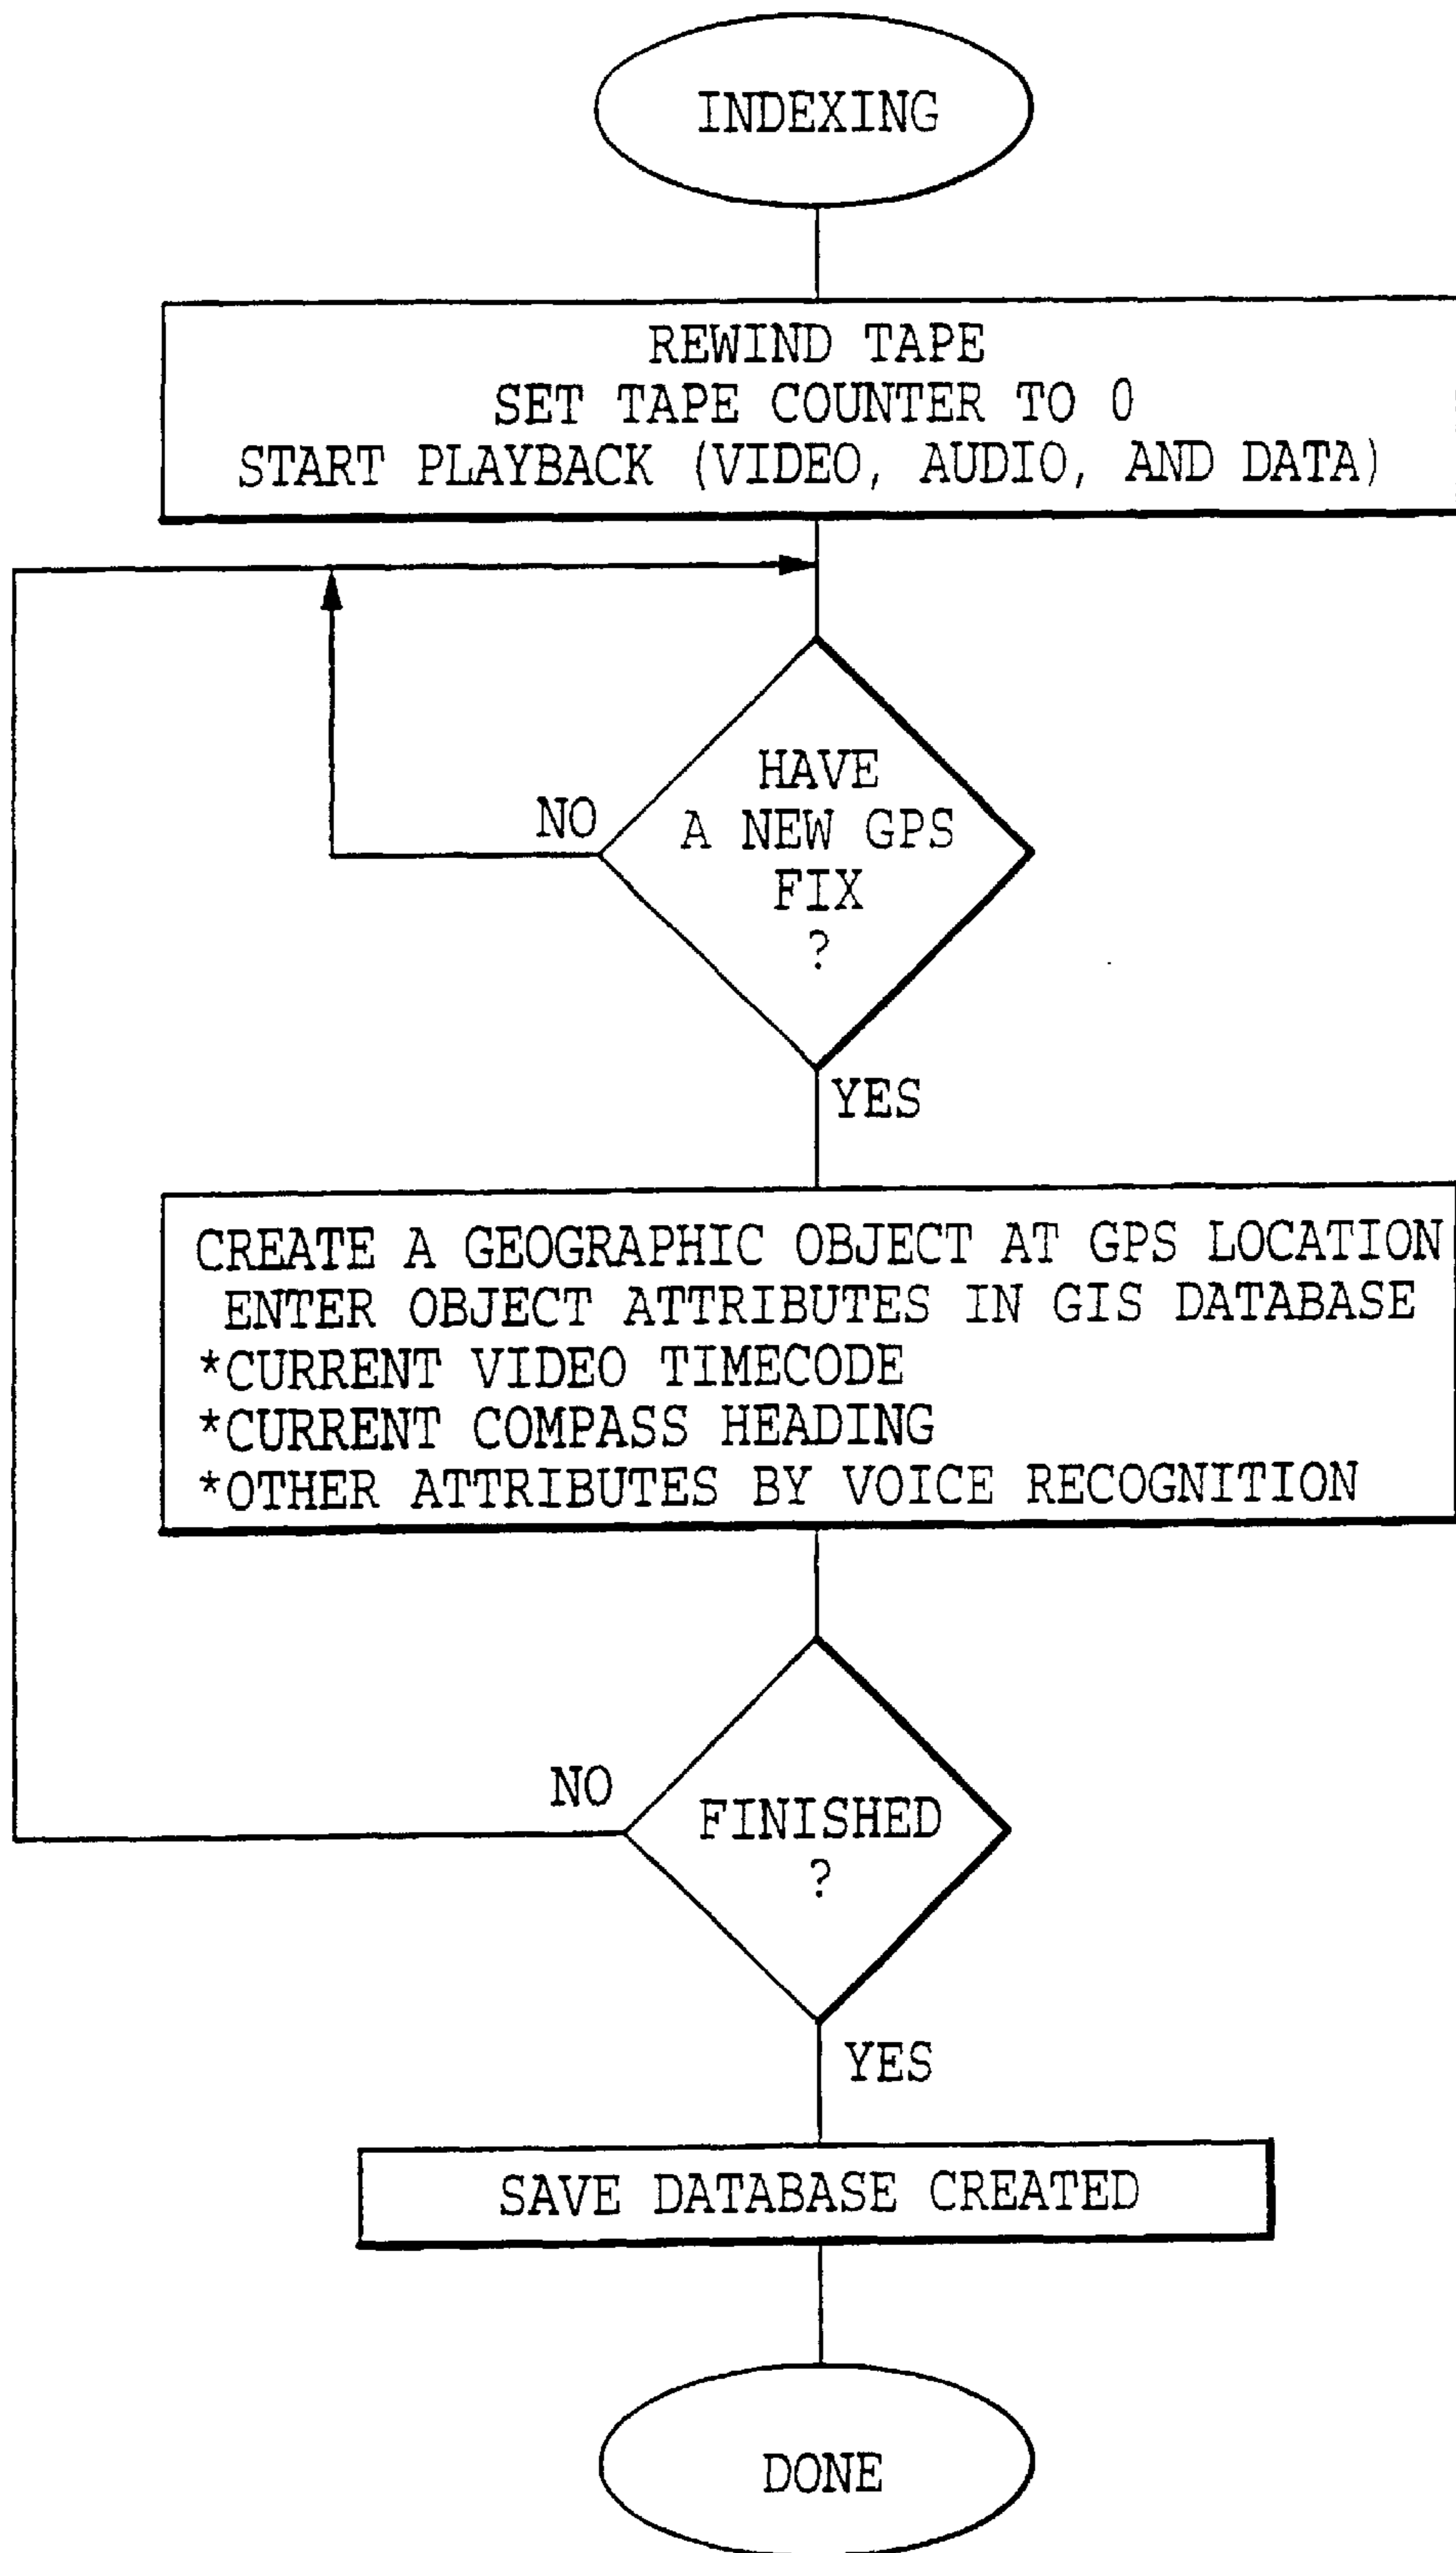 INDEXING
REWIND TAPE
SET TAPE COUNTER TO 0
START PLAYBACK (VIDEO, AUDIO, AND DATA)
HAVE
A NEW GPS
FIX
?
NO
YES
CREATE A GEOGRAPHIC OBJECT AT GPS LOCATION
ENTER OBJECT ATTRIBUTES IN GIS DATABASE
*CURRENT VIDEO TIMECODE
*CURRENT COMPASS HEADING
*OTHER ATTRIBUTES BY VOICE RECOGNITION
NO
FINISHED
?
YES
SAVE DATABASE CREATED
DONE